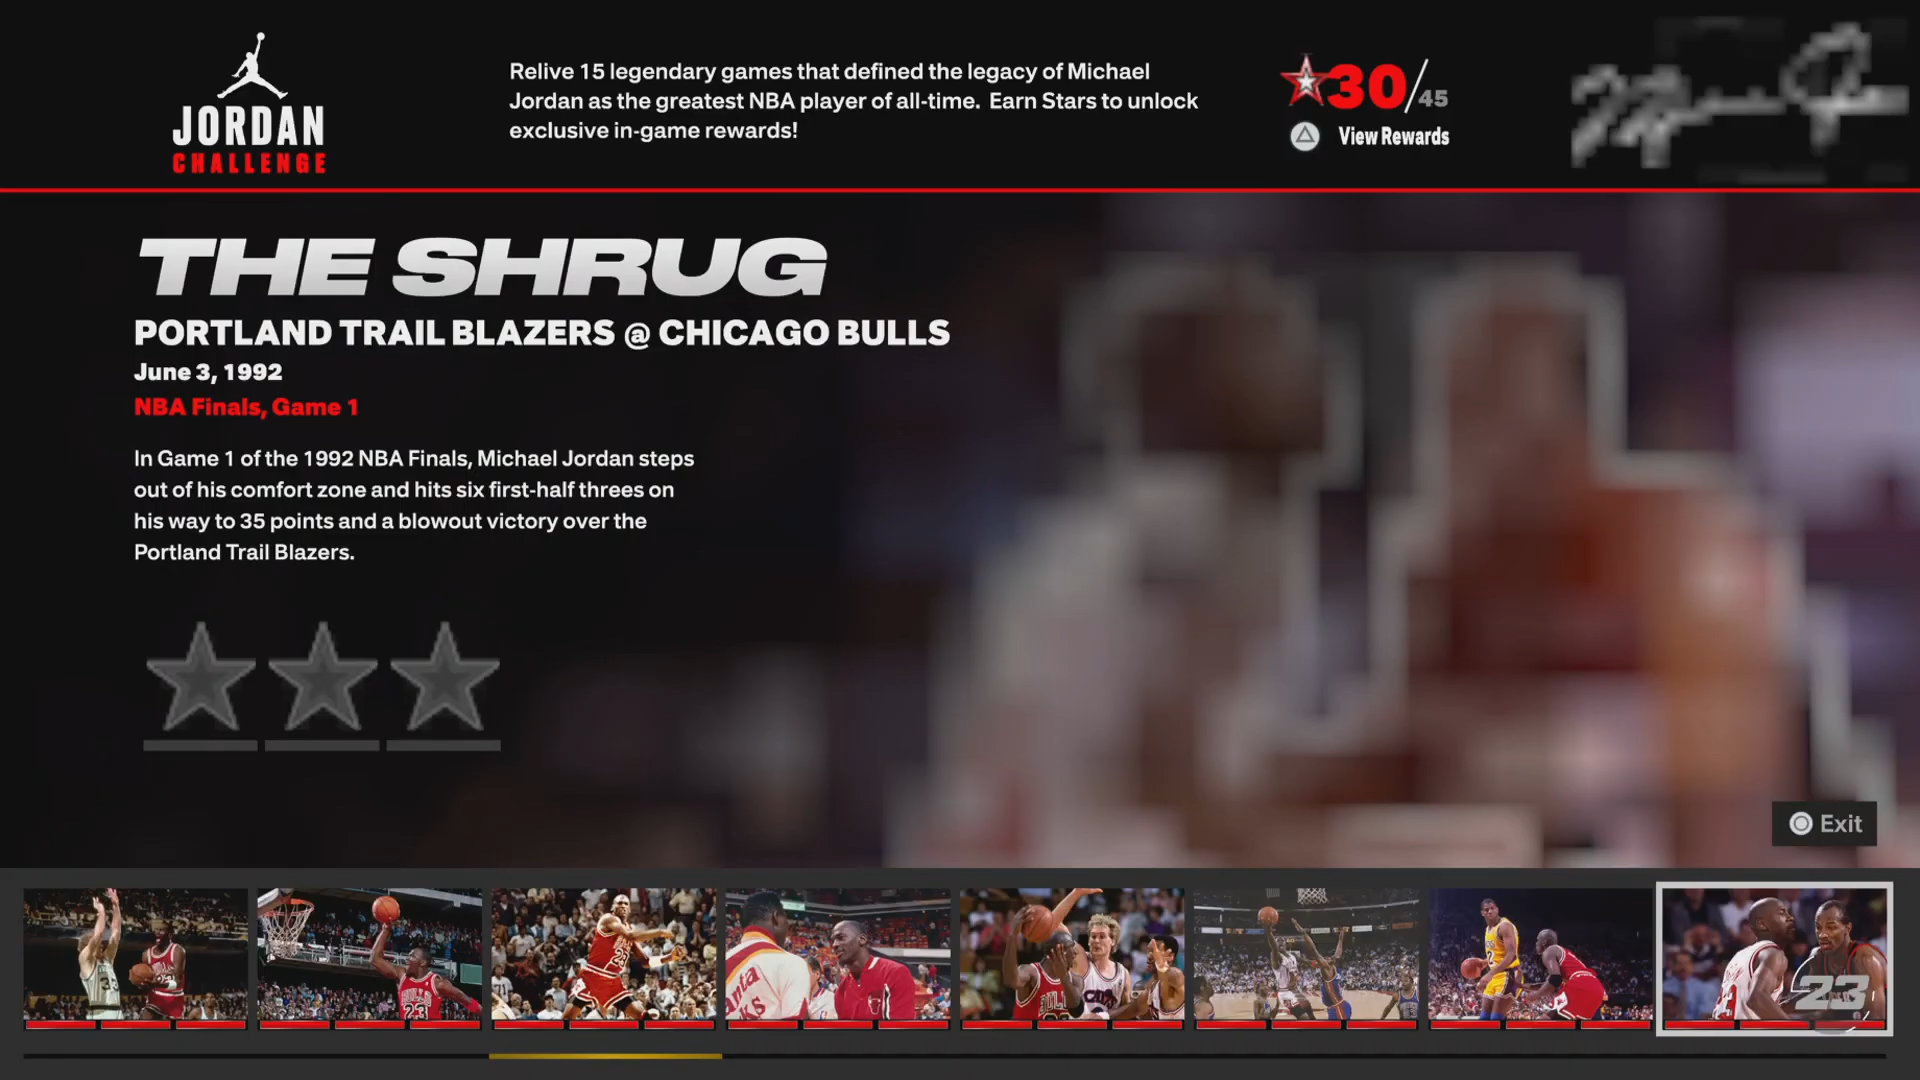 JORDAN
CHALLENGE
Relive 15 legendary games that defined the legacy of Michael
Jordan as the greatest NBA player of all-time. Earn Stars to unlock
exclusive in-game rewards!
30/45
View Rewards
THE SHRUG
PORTLAND TRAIL BLAZERS @ CHICAGO BULLS
June 3, 1992
NBA Finals, Game 1
In Game 1 of the 1992 NBA Finals, Michael Jordan steps
out of his comfort zone and hits six first-half threes on
his way to 35 points and a blowout victory over the
Portland Trail Blazers.
Exit
33
BULLS
23
23
23